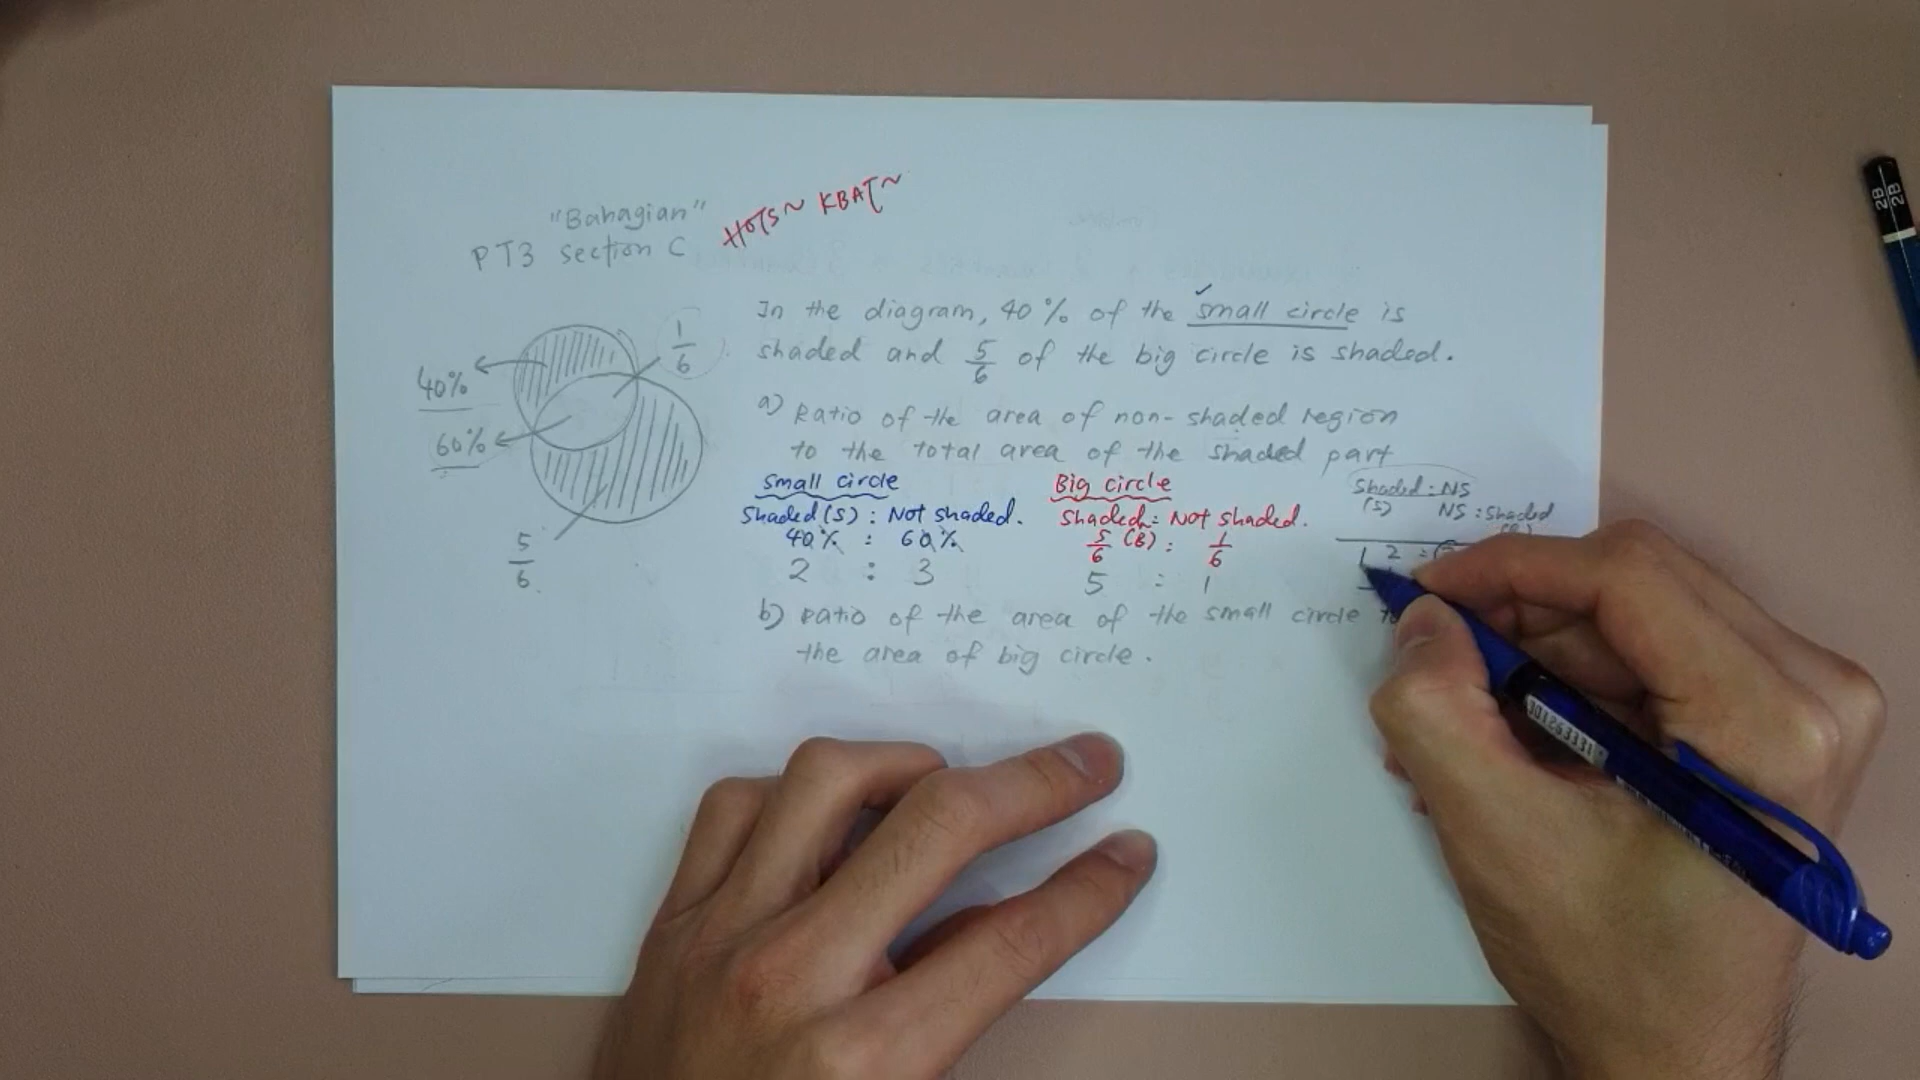 "Bahagian"
PT3 section C
HOTS~ KBAT~
In the diagram, 40% of the small circle is
shaded and 5/6 of the big circle is shaded.
40%
60%
1/6
5/6
a) Ratio of the area of non-shaded region
to the total area of the shaded part
Small circle
Shaded (S) : Not shaded.
40% : 60%
2 : 3
Big circle
Shaded : Not shaded.
5/6 (B) : 1/6
5 : 1
Shaded : NS
(S) NS : Shaded
2 :
b) Ratio of the area of the small circle to
the area of big circle.
2B
2B